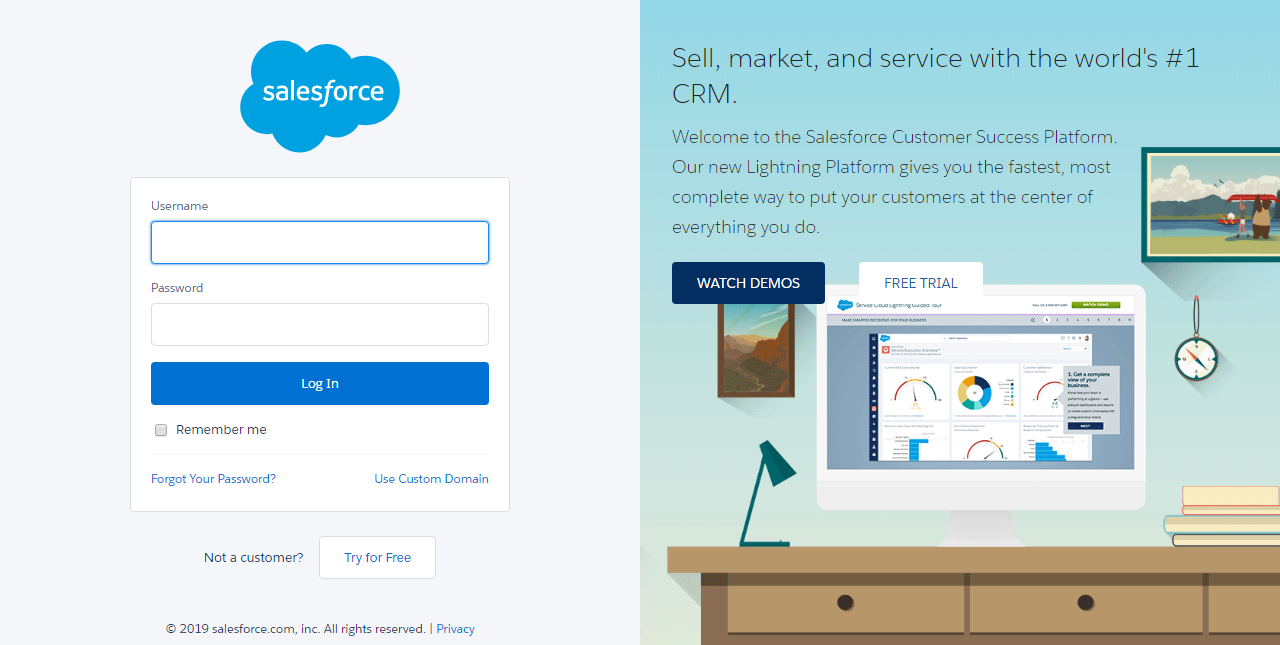 salesforce
Username
Password
Log In
Remember me
Forgot Your Password?
Use Custom Domain
Not a customer?
Try for Free
© 2019 salesforce.com, inc. All rights reserved. | Privacy
Sell, market, and service with the world's #1
CRM.
Welcome to the Salesforce Customer Success Platform.
Our new Lightning Platform gives you the fastest, most
complete way to put your customers at the center of
everything you do.
WATCH DEMOS
FREE TRIAL
Service Cloud Lightning Guided Tour
WATCH DEMO
MAKE SMARTER DECISIONS FOR YOUR BUSINESS
1. Get a complete
view of your
business.
NEXT